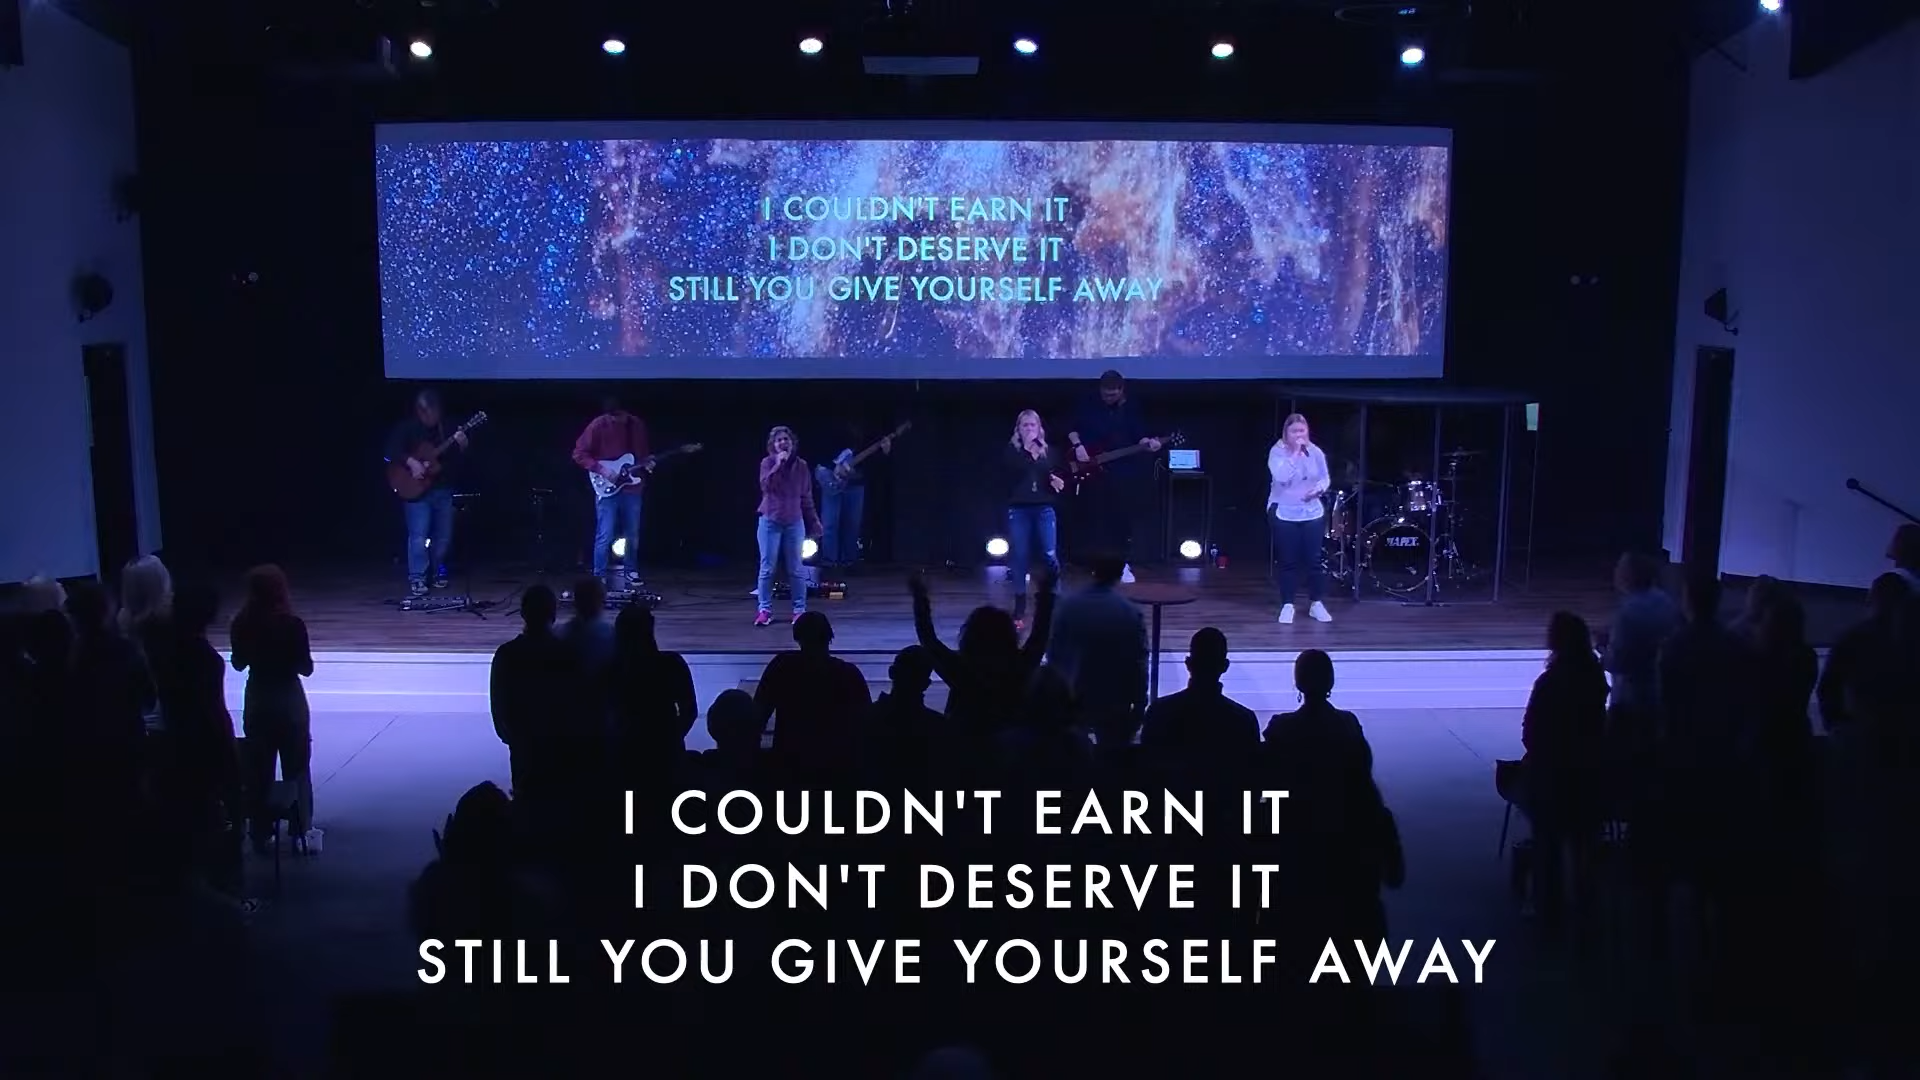 I COULDN'T EARN IT
I DON'T DESERVE IT
STILL YOU GIVE YOURSELF AWAY
MAPEX
I COULDN'T EARN IT
I DON'T DESERVE IT
STILL YOU GIVE YOURSELF AWAY